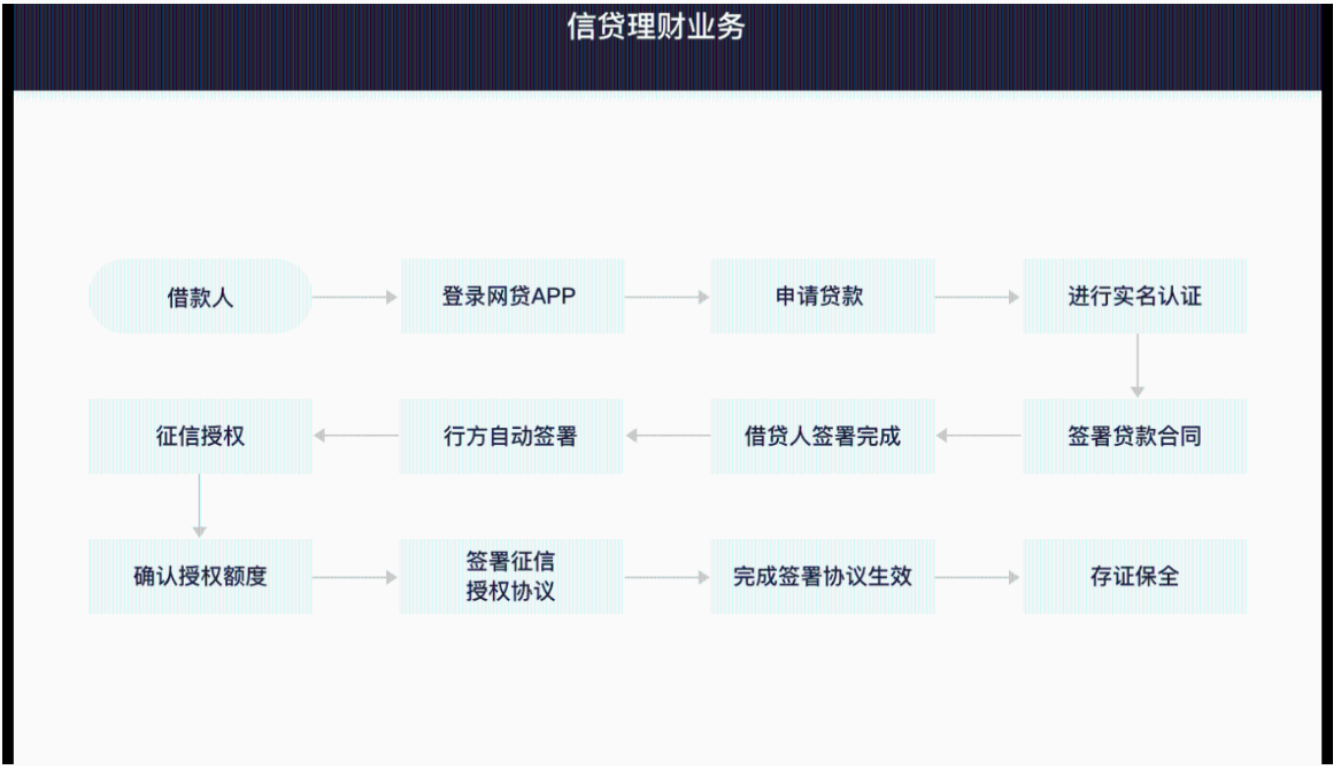 信贷理财业务
借款人
登录网贷APP
申请贷款
进行实名认证
征信授权
行方自动签署
借贷人签署完成
签署贷款合同
确认授权额度
签署征信
授权协议
完成签署协议生效
存证保全